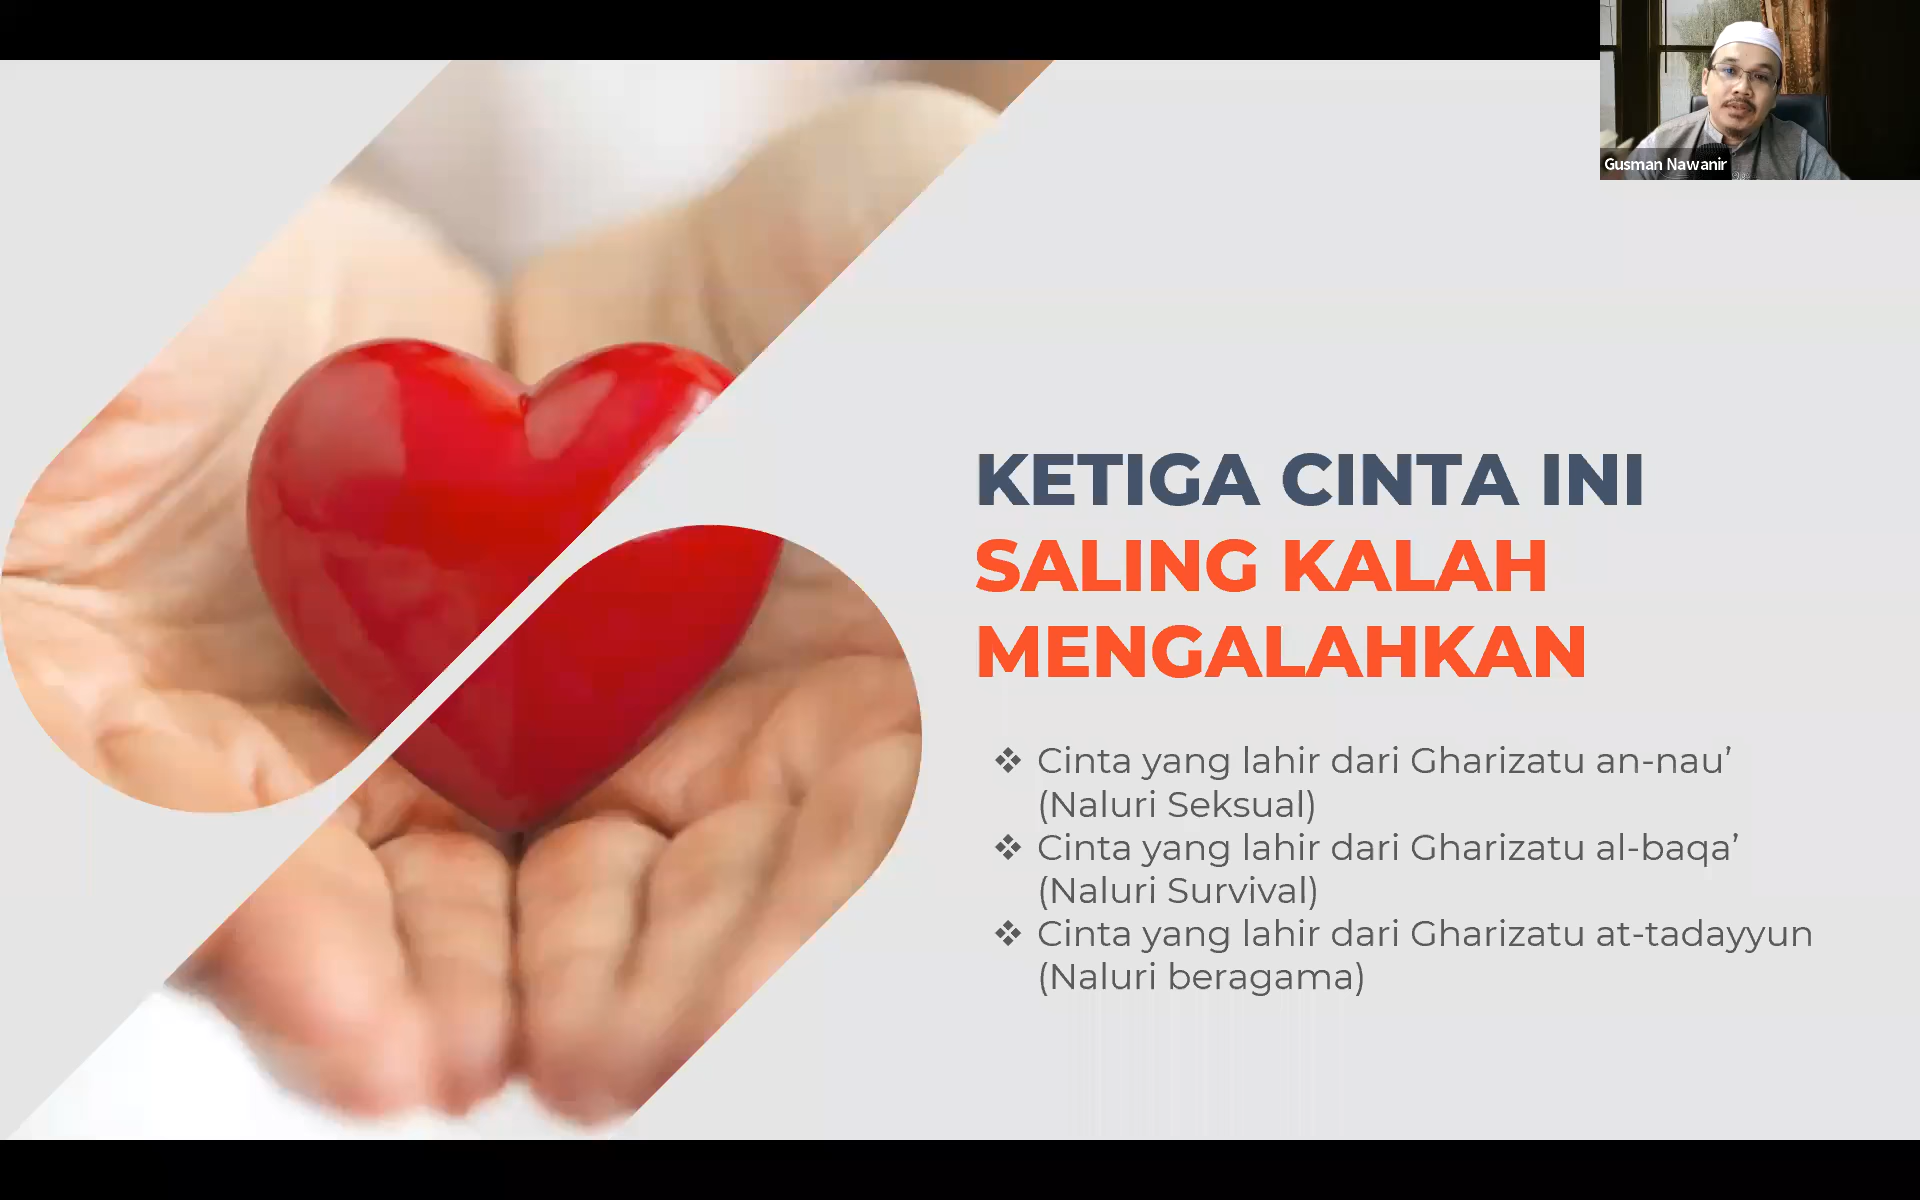 Gusman Nawanir
KETIGA CINTA INI
SALING KALAH
MENGALAHKAN
❖ Cinta yang lahir dari Gharizatu an-nau’
(Naluri Seksual)
❖ Cinta yang lahir dari Gharizatu al-baqa’
(Naluri Survival)
❖ Cinta yang lahir dari Gharizatu at-tadayyun
(Naluri beragama)